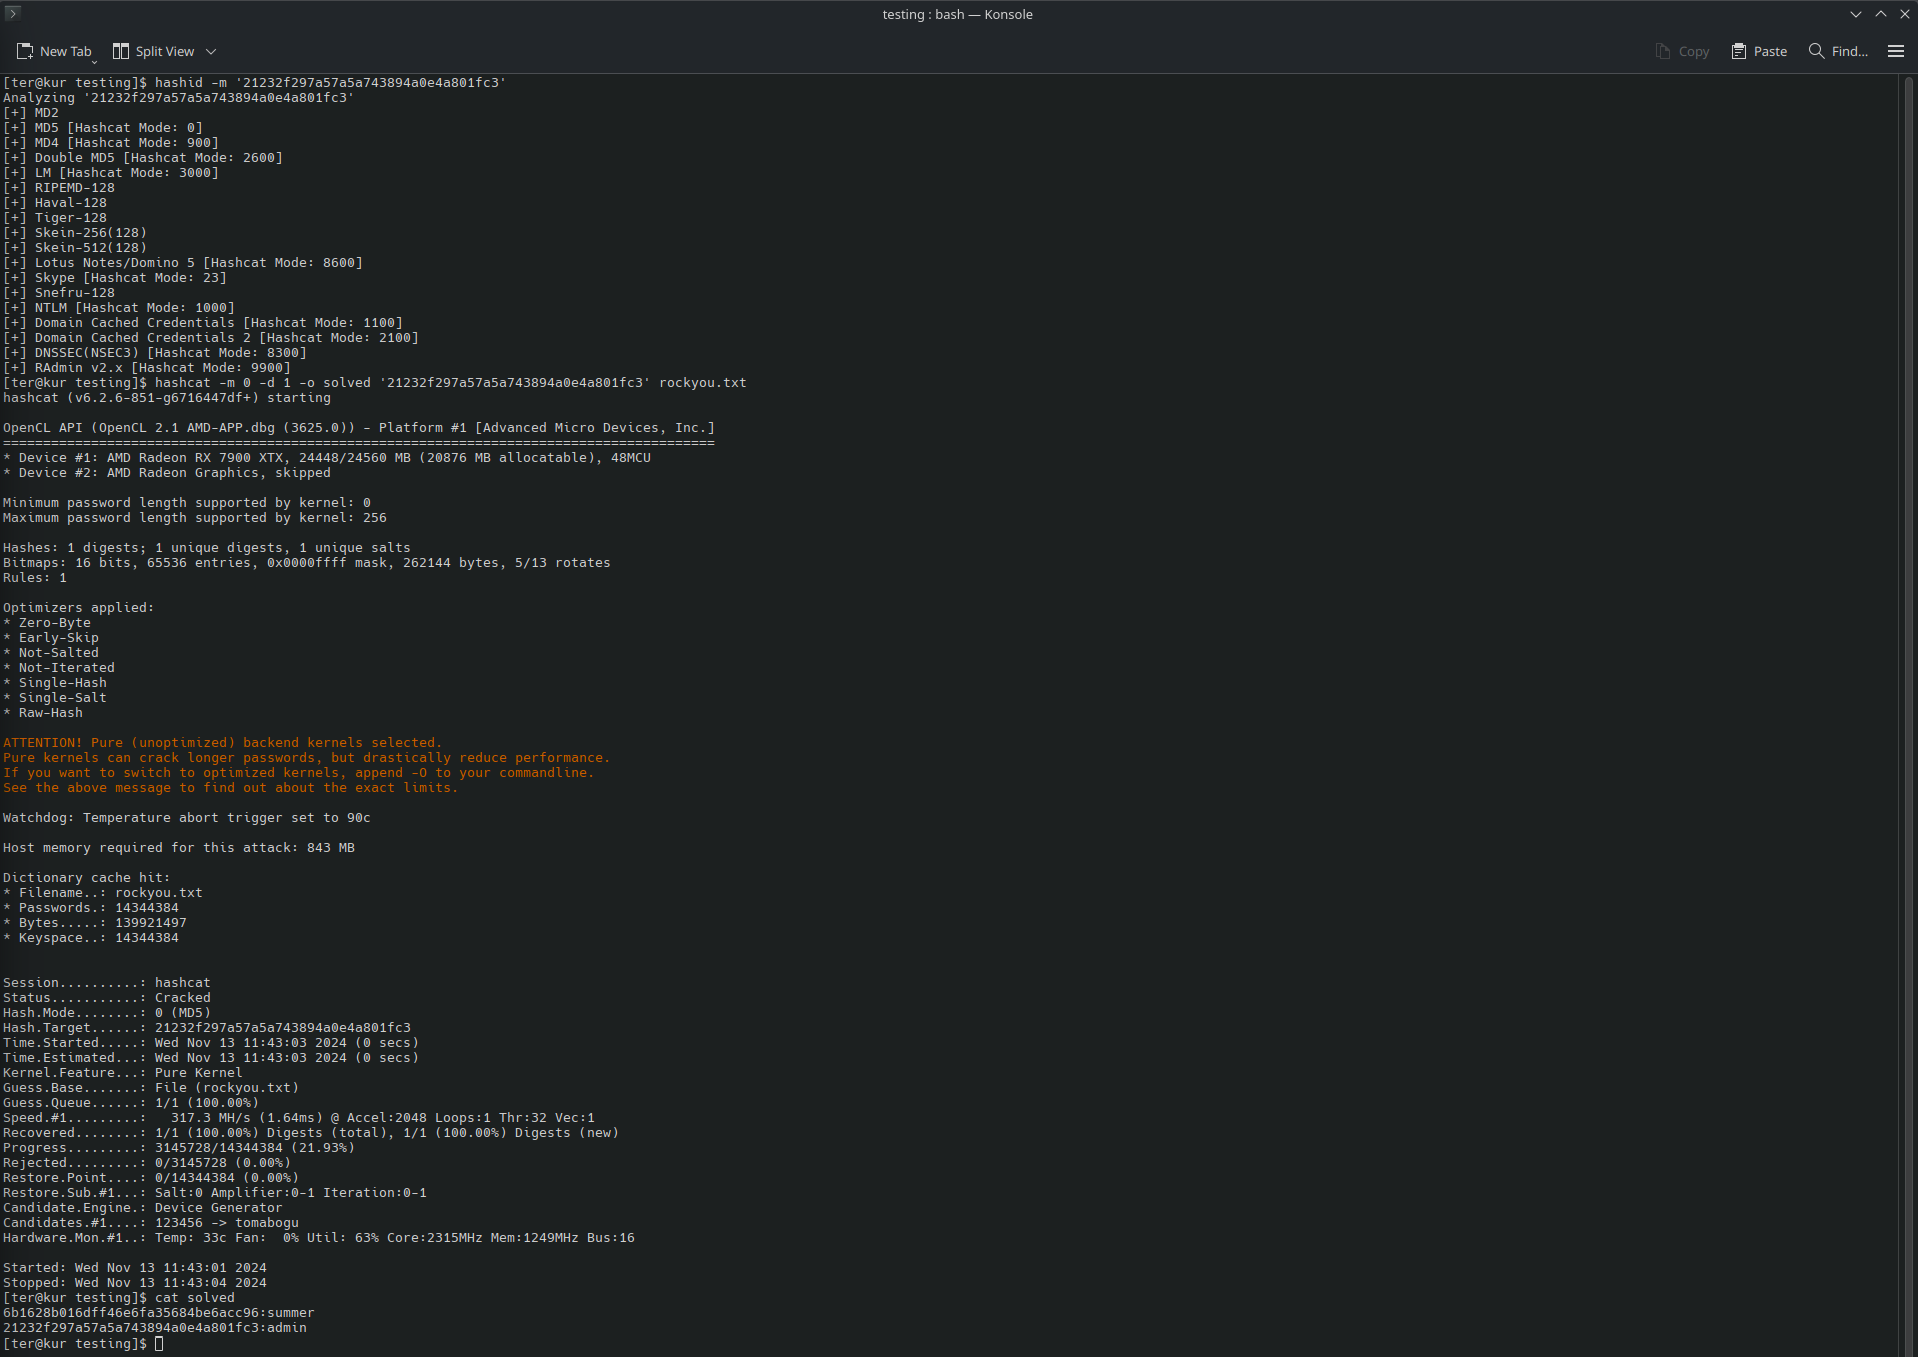 testing : bash — Konsole
New Tab Split View Copy Paste Find...
[ter@kur testing]$ hashid -m '21232f297a57a5a743894a0e4a801fc3'
Analyzing '21232f297a57a5a743894a0e4a801fc3'
[+] MD2
[+] MD5 [Hashcat Mode: 0]
[+] MD4 [Hashcat Mode: 900]
[+] Double MD5 [Hashcat Mode: 2600]
[+] LM [Hashcat Mode: 3000]
[+] RIPEMD-128
[+] Haval-128
[+] Tiger-128
[+] Skein-256(128)
[+] Skein-512(128)
[+] Lotus Notes/Domino 5 [Hashcat Mode: 8600]
[+] Skype [Hashcat Mode: 23]
[+] Snefru-128
[+] NTLM [Hashcat Mode: 1000]
[+] Domain Cached Credentials [Hashcat Mode: 1100]
[+] Domain Cached Credentials 2 [Hashcat Mode: 2100]
[+] DNSSEC(NSEC3) [Hashcat Mode: 8300]
[+] RAdmin v2.x [Hashcat Mode: 9900]
[ter@kur testing]$ hashcat -m 0 -d 1 -o solved '21232f297a57a5a743894a0e4a801fc3' rockyou.txt
hashcat (v6.2.6-851-g6716447df+) starting
OpenCL API (OpenCL 2.1 AMD-APP.dbg (3625.0)) - Platform #1 [Advanced Micro Devices, Inc.]
=========================================================================================
* Device #1: AMD Radeon RX 7900 XTX, 24448/24560 MB (20876 MB allocatable), 48MCU
* Device #2: AMD Radeon Graphics, skipped
Minimum password length supported by kernel: 0
Maximum password length supported by kernel: 256
Hashes: 1 digests; 1 unique digests, 1 unique salts
Bitmaps: 16 bits, 65536 entries, 0x0000ffff mask, 262144 bytes, 5/13 rotates
Rules: 1
Optimizers applied:
* Zero-Byte
* Early-Skip
* Not-Salted
* Not-Iterated
* Single-Hash
* Single-Salt
* Raw-Hash
ATTENTION! Pure (unoptimized) backend kernels selected.
Pure kernels can crack longer passwords, but drastically reduce performance.
If you want to switch to optimized kernels, append -O to your commandline.
See the above message to find out about the exact limits.
Watchdog: Temperature abort trigger set to 90c
Host memory required for this attack: 843 MB
Dictionary cache hit:
* Filename..: rockyou.txt
* Passwords.: 14344384
* Bytes.....: 139921497
* Keyspace..: 14344384
Session..........: hashcat
Status...........: Cracked
Hash.Mode........: 0 (MD5)
Hash.Target......: 21232f297a57a5a743894a0e4a801fc3
Time.Started.....: Wed Nov 13 11:43:03 2024 (0 secs)
Time.Estimated...: Wed Nov 13 11:43:03 2024 (0 secs)
Kernel.Feature...: Pure Kernel
Guess.Base.......: File (rockyou.txt)
Guess.Queue......: 1/1 (100.00%)
Speed.#1.........:   317.3 MH/s (1.64ms) @ Accel:2048 Loops:1 Thr:32 Vec:1
Recovered........: 1/1 (100.00%) Digests (total), 1/1 (100.00%) Digests (new)
Progress.........: 3145728/14344384 (21.93%)
Rejected.........: 0/3145728 (0.00%)
Restore.Point....: 0/14344384 (0.00%)
Restore.Sub.#1...: Salt:0 Amplifier:0-1 Iteration:0-1
Candidate.Engine.: Device Generator
Candidates.#1....: 123456 -> tomabogu
Hardware.Mon.#1..: Temp: 33c Fan:  0% Util: 63% Core:2315MHz Mem:1249MHz Bus:16
Started: Wed Nov 13 11:43:01 2024
Stopped: Wed Nov 13 11:43:04 2024
[ter@kur testing]$ cat solved
6b1628b016dff46e6fa35684be6acc96:summer
21232f297a57a5a743894a0e4a801fc3:admin
[ter@kur testing]$